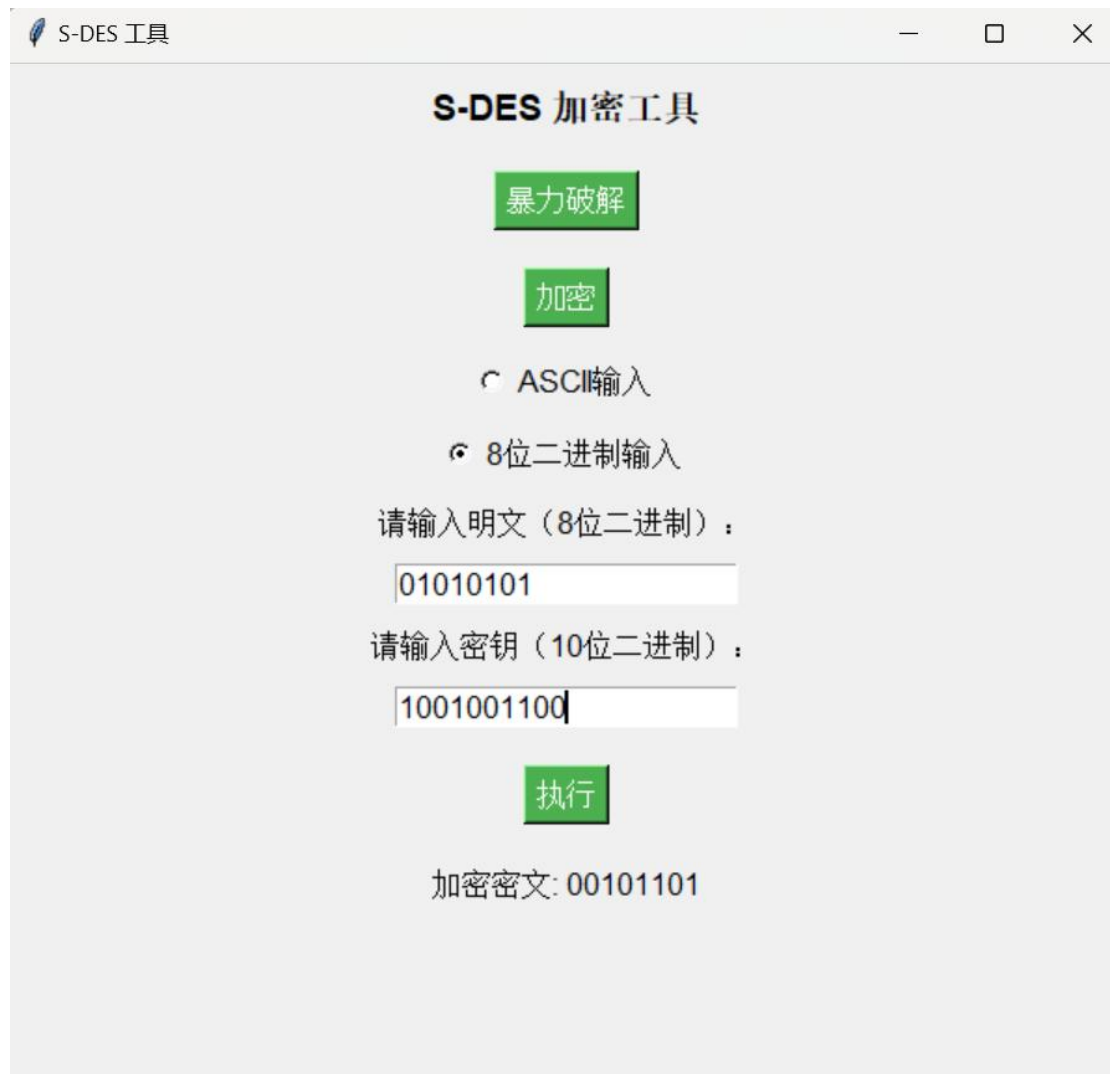 S-DES 工具
S-DES 加密工具
暴力破解
加密
ASCII输入
8位二进制输入
请输入明文（8位二进制）：
01010101
请输入密钥（10位二进制）：
1001001100
执行
加密密文: 00101101